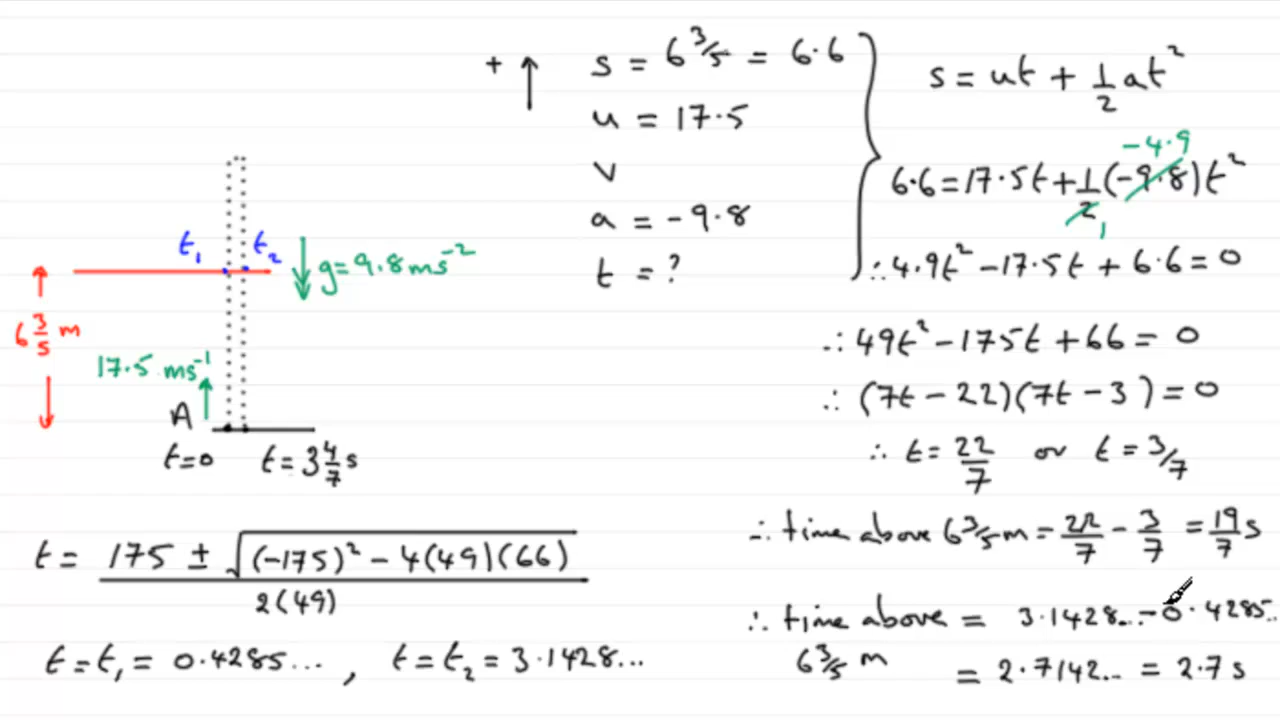 +
s = 6 3/5 = 6·6
u = 17·5
v
a = -9·8
t = ?
s = ut + 1/2 at²
-4·9
6·6 = 17·5t + 1/2 (-9·8)t²
1
∴ 4·9t² - 17·5t + 6·6 = 0
∴ 49t² - 175t + 66 = 0
∴ (7t - 22)(7t - 3) = 0
∴ t = 22/7 or t = 3/7
∴ time above 6 3/5 m = 22/7 - 3/7 = 19/7 s
∴ time above = 3·1428... - 0·4285...
6 3/5 m
= 2·7142... = 2·7 s
t₁ t₂
g = 9.8 ms⁻²
6 3/5 m
17·5 ms⁻¹
A
t=0 t = 3 4/7 s
t = 175 ± √(-175)² - 4(49)(66)
2(49)
t = t₁ = 0·4285... , t = t₂ = 3·1428...